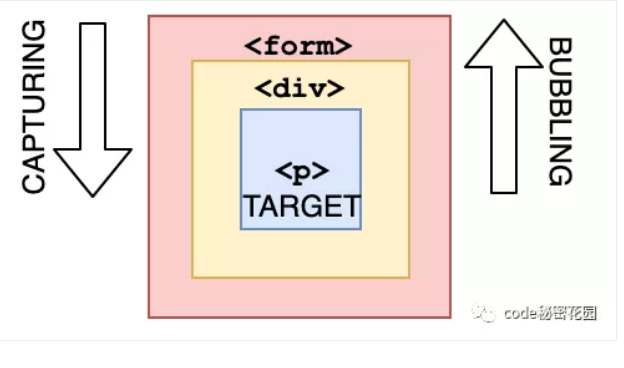 CAPTURING
<form>
<div>
<p>
TARGET
BUBBLING
code秘密花园